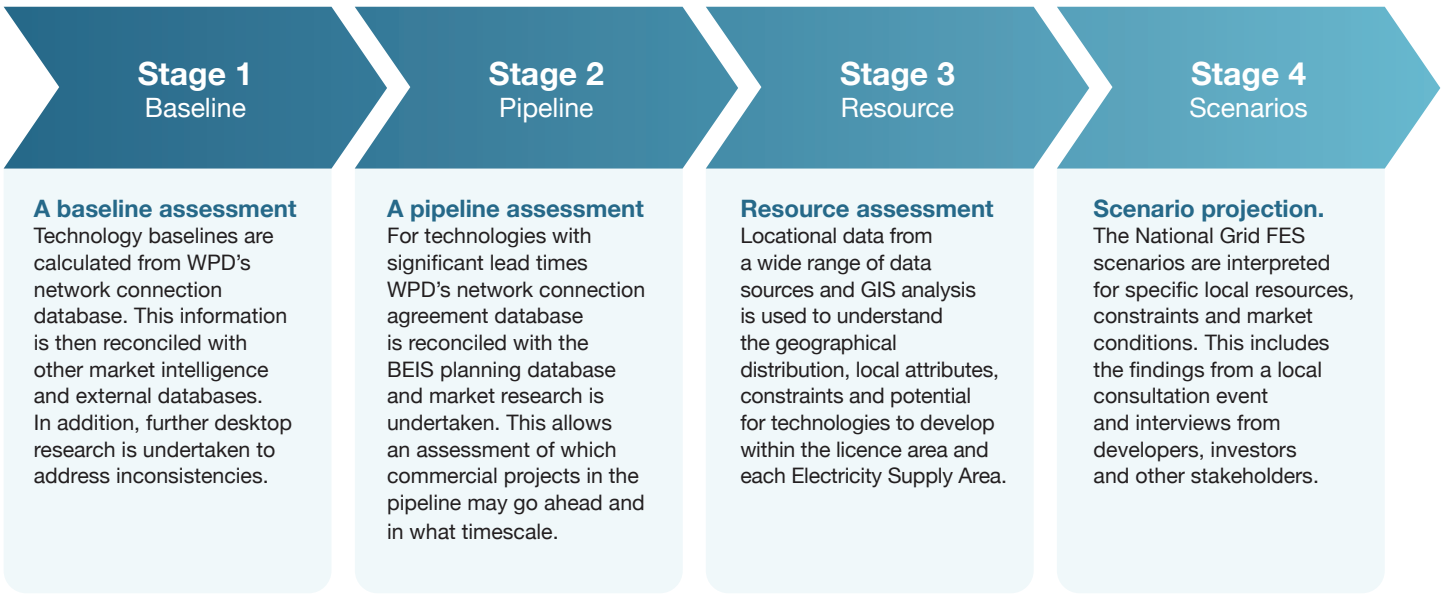 Stage 1
Baseline
Stage 2
Pipeline
Stage 3
Resource
Stage 4
Scenarios
A baseline assessment
Technology baselines are
calculated from WPD’s
network connection
database. This information
is then reconciled with
other market intelligence
and external databases.
In addition, further desktop
research is undertaken to
address inconsistencies.
A pipeline assessment
For technologies with
significant lead times
WPD’s network connection
agreement database
is reconciled with the
BEIS planning database
and market research is
undertaken. This allows
an assessment of which
commercial projects in the
pipeline may go ahead and
in what timescale.
Resource assessment
Locational data from
a wide range of data
sources and GIS analysis
is used to understand
the geographical
distribution, local attributes,
constraints and potential
for technologies to develop
within the licence area and
each Electricity Supply Area.
Scenario projection.
The National Grid FES
scenarios are interpreted
for specific local resources,
constraints and market
conditions. This includes
the findings from a local
consultation event
and interviews from
developers, investors
and other stakeholders.